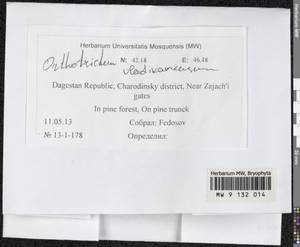 Herbarium Universitatis Mosquensis (MW)
Orthotrichum N: 42,18 E: 46,48
vladikavkanum
Dagestan Republic, Charodinsky district, Near Zajach'i
gates
In pine forest, On pine trunck
11.05.13 Собрал: Fedosov
№ 13-1-178 Определил:
Herbarium MW, Bryophyta
MW 9 132 014